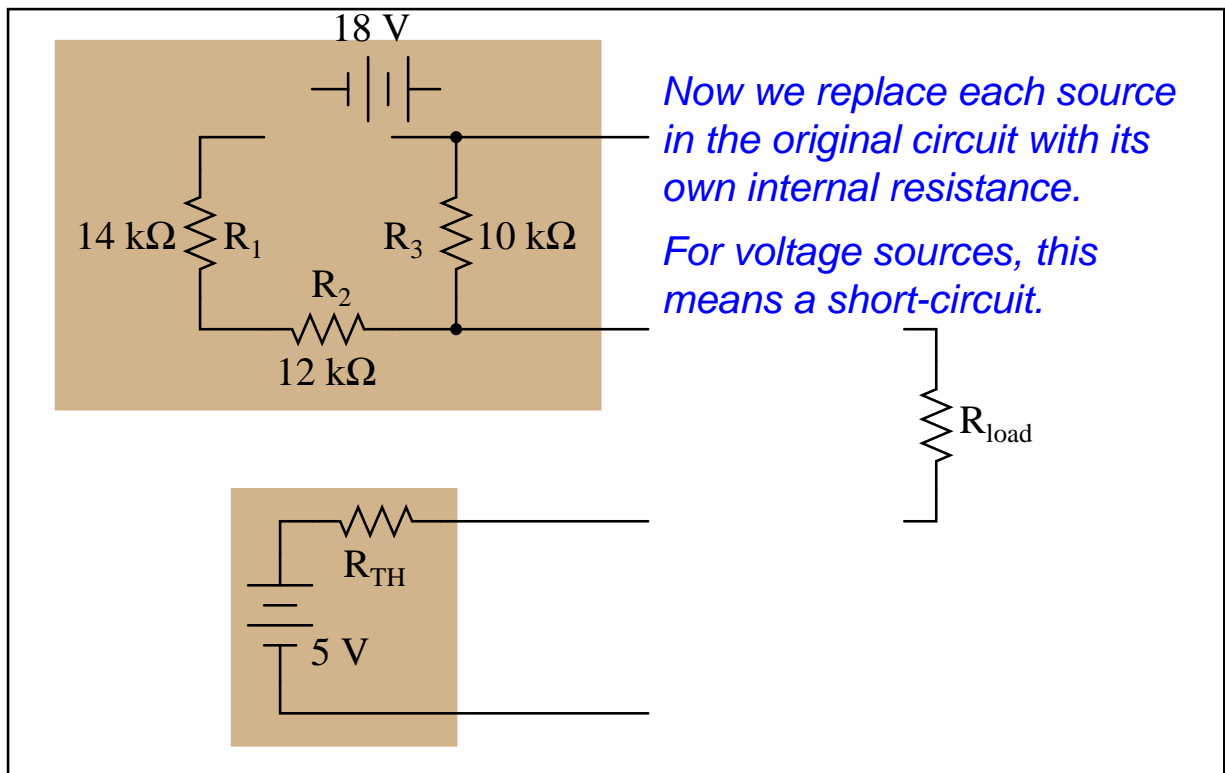 18 V
Now we replace each source
in the original circuit with its
own internal resistance.
14 kΩ R1 R3 10 kΩ
For voltage sources, this
means a short-circuit.
R2
12 kΩ
Rload
RTH
5 V